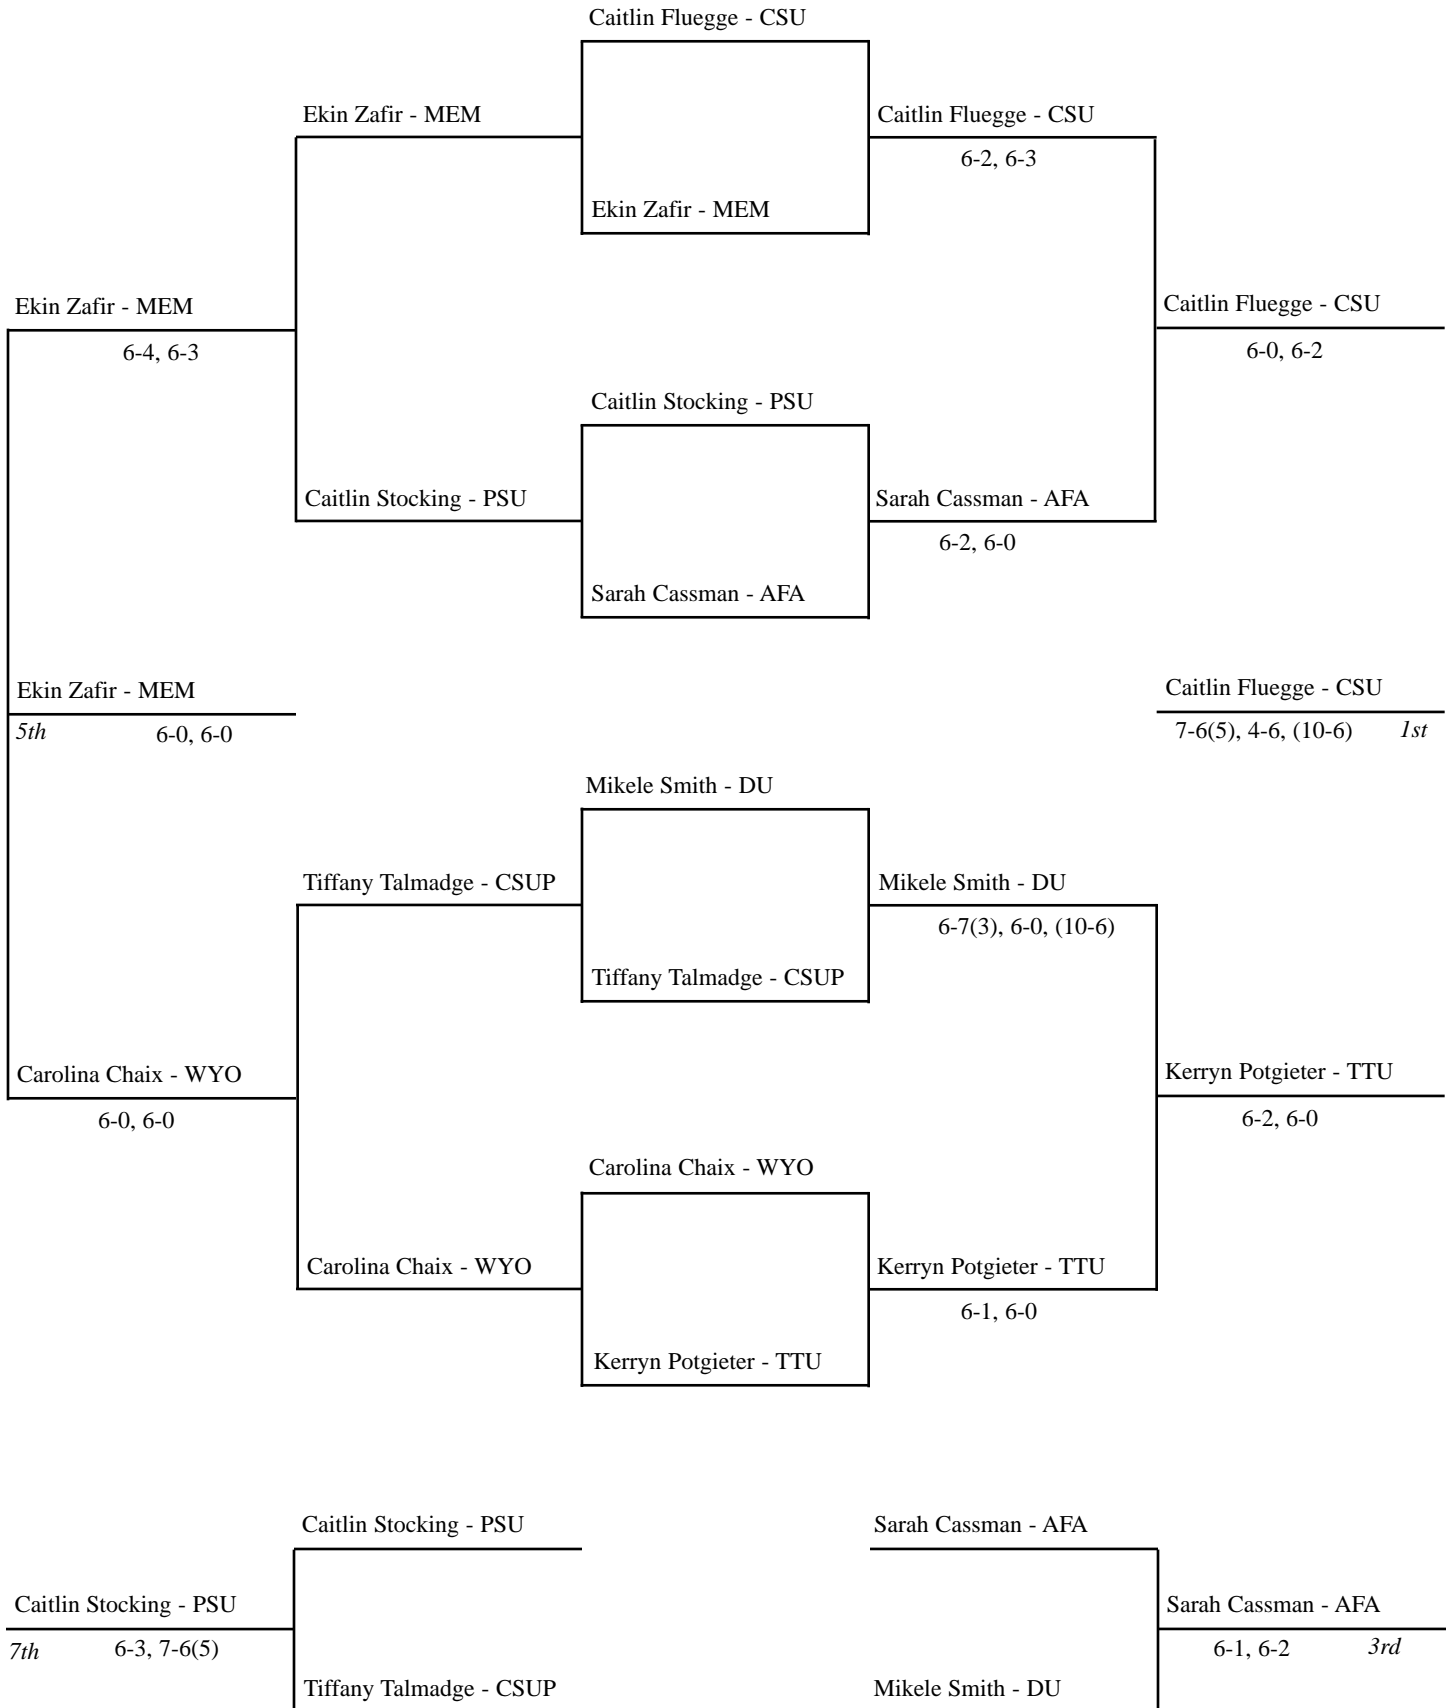 Caitlin Fluegge - CSU
Ekin Zafir - MEM
Caitlin Fluegge - CSU
6-2, 6-3
Ekin Zafir - MEM
Ekin Zafir - MEM
6-4, 6-3
Caitlin Fluegge - CSU
6-0, 6-2
Caitlin Stocking - PSU
Caitlin Stocking - PSU
Sarah Cassman - AFA
6-2, 6-0
Sarah Cassman - AFA
Ekin Zafir - MEM
5th 6-0, 6-0
Caitlin Fluegge - CSU
7-6(5), 4-6, (10-6) 1st
Mikele Smith - DU
Tiffany Talmadge - CSUP
Mikele Smith - DU
6-7(3), 6-0, (10-6)
Tiffany Talmadge - CSUP
Carolina Chaix - WYO
6-0, 6-0
Kerryn Potgieter - TTU
6-2, 6-0
Carolina Chaix - WYO
Carolina Chaix - WYO
Kerryn Potgieter - TTU
6-1, 6-0
Kerryn Potgieter - TTU
Caitlin Stocking - PSU
Sarah Cassman - AFA
Caitlin Stocking - PSU
7th 6-3, 7-6(5)
Sarah Cassman - AFA
6-1, 6-2 3rd
Tiffany Talmadge - CSUP
Mikele Smith - DU